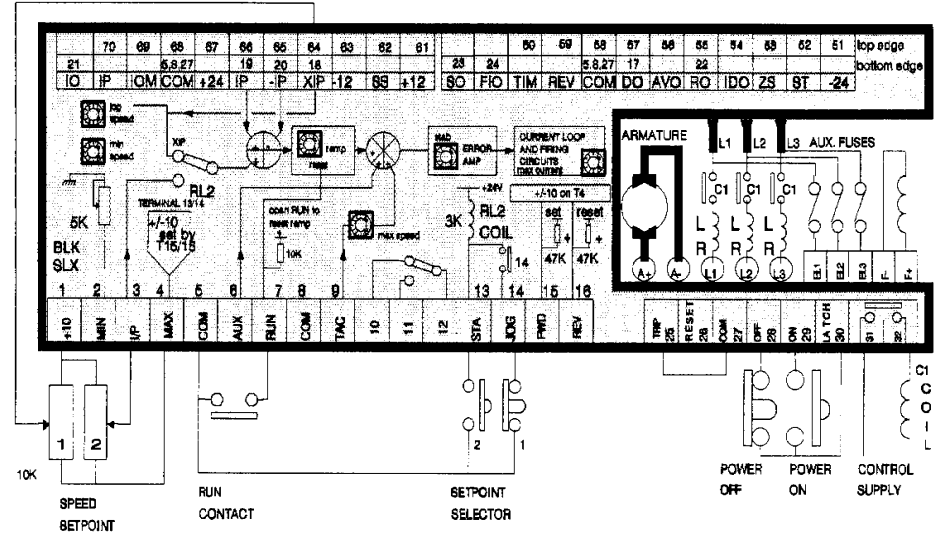 70 69 68 67 66 65 64 63 62 61
60 59 58 57 56 55 54 53 52 51 top edge
21 5,8,27 19 20 18
23 24 5,8,27 17 22 bottom edge
IO IP IOM COM +24 IP -IP XIP -12 SS +12
SO FIO TIM REV COM DO AVO RO IDO ZS ST -24
top speed
min speed
XIP
RL2
ramp
reset
ERROR AMP
CURRENT LOOP
AND FIRING
CIRCUITS
max current
ARMATURE
L1 L2 L3 AUX. FUSES
C1 C1 C1
L L L
R R R
A+ A- L1 L2 L3
EL1 EL2 EL3 F- F+
5K
BLK
SLX
TERMINAL 13/14
+/-10
set by
T15/16
open RUN to
reset ramp
10K
max speed
+24V
3K
RL2
COIL
14
+/-10 on T4
set reset
47K 47K
1 2 3 4 5 6 7 8 9 13 14 15 16
+10 MIN I/P MAX COM AUX RUN COM TAC 10 11 12 STA JOG FWD REV
TRIP 25
RESET 26
COM 27
OFF 28
ON 29
LATCH 30
31 32
1 2
10K
SPEED
SETPOINT
RUN
CONTACT
2 1
SETPOINT
SELECTOR
POWER
OFF
POWER
ON
CONTROL
SUPPLY
C1
COIL